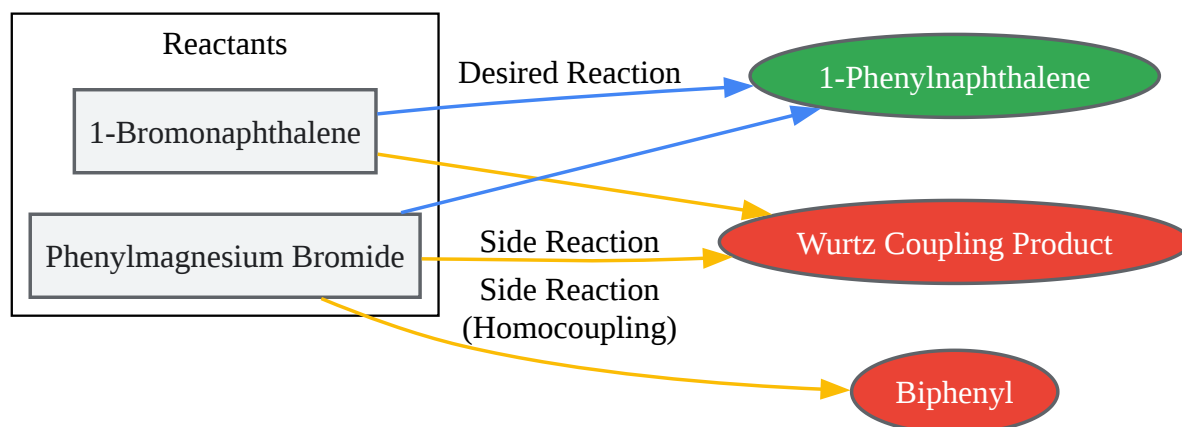 Reactants
1-Bromonaphthalene
Phenylmagnesium Bromide
Desired Reaction
Side Reaction
Side Reaction
(Homocoupling)
1-Phenylnaphthalene
Wurtz Coupling Product
Biphenyl